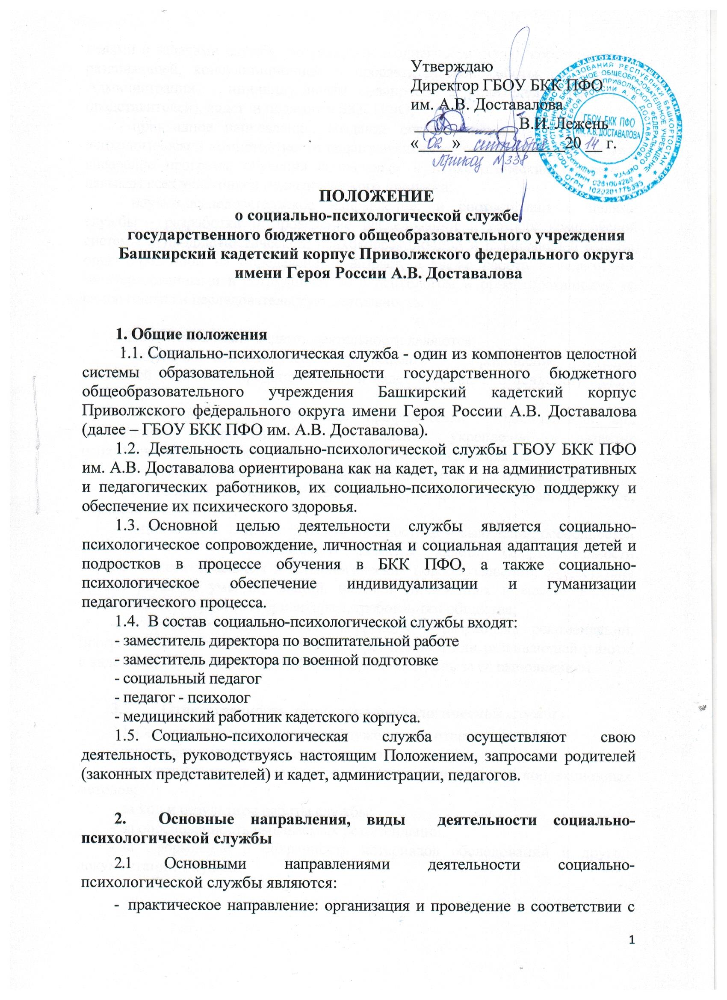 Утверждаю
Директор ГБОУ БКК ПФО
им. А.В. Доставалова
____________ В.И. Лежень
«02» сентября 2014 г.
Приказ №338
ГБОУ БКК ПФО
ИМ. А.В. ДОСТАВАЛОВА
ПОЛОЖЕНИЕ
о социально-психологической службе
государственного бюджетного общеобразовательного учреждения
Башкирский кадетский корпус Приволжского федерального округа
имени Героя России А.В. Доставалова
1. Общие положения
1.1. Социально-психологическая служба - один из компонентов целостной
системы образовательной деятельности государственного бюджетного
общеобразовательного учреждения Башкирский кадетский корпус
Приволжского федерального округа имени Героя России А.В. Доставалова
(далее – ГБОУ БКК ПФО им. А.В. Доставалова).
1.2. Деятельность социально-психологической службы ГБОУ БКК ПФО
им. А.В. Доставалова ориентирована как на кадет, так и на административных
и педагогических работников, их социально-психологическую поддержку и
обеспечение их психического здоровья.
1.3. Основной целью деятельности службы является социально-
психологическое сопровождение, личностная и социальная адаптация детей и
подростков в процессе обучения в БКК ПФО, а также социально-
психологическое обеспечение индивидуализации и гуманизации
педагогического процесса.
1.4. В состав социально-психологической службы входят:
- заместитель директора по воспитательной работе
- заместитель директора по военной подготовке
- социальный педагог
- педагог - психолог
- медицинский работник кадетского корпуса.
1.5. Социально-психологическая служба осуществляют свою
деятельность, руководствуясь настоящим Положением, запросами родителей
(законных представителей) и кадет, администрации, педагогов.
2. Основные направления, виды деятельности социально-
психологической службы
2.1 Основными направлениями деятельности социально-
психологической службы являются:
- практическое направление: организация и проведение в соответствии с
1